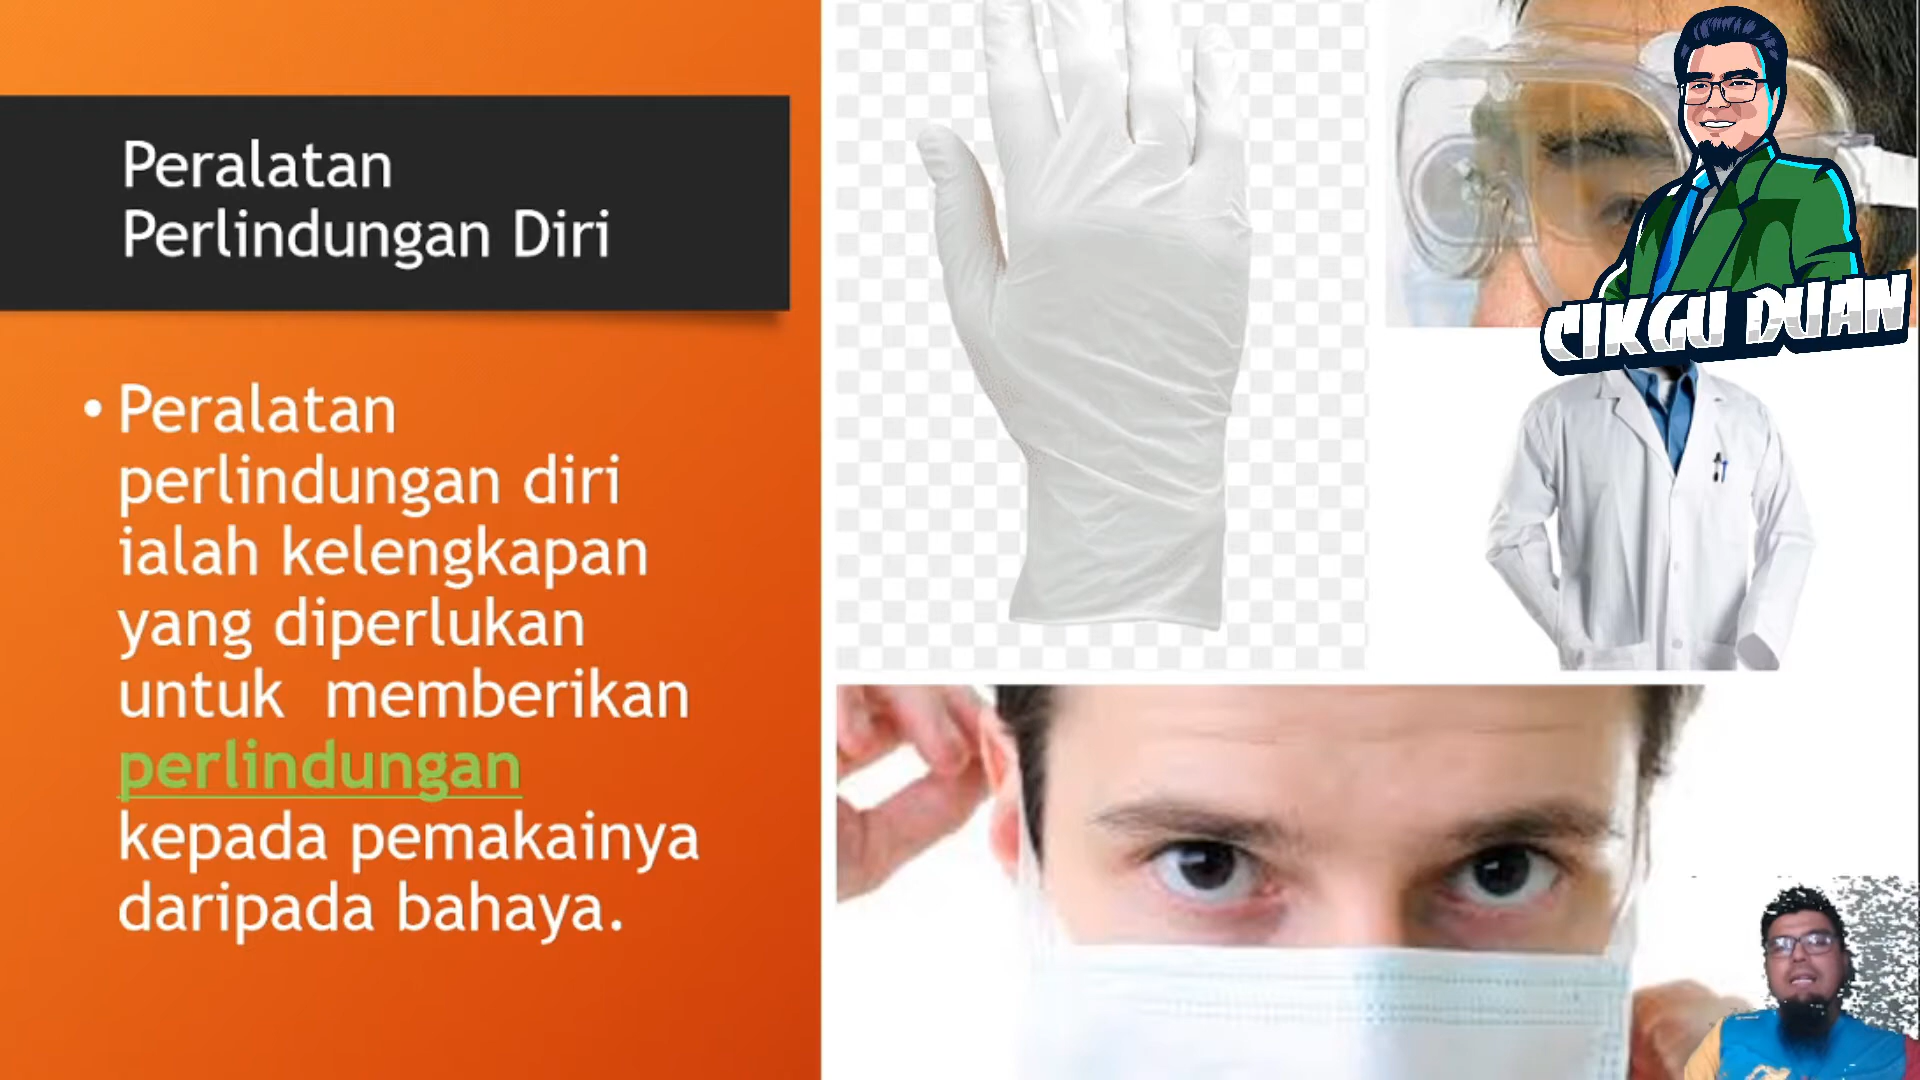 Peralatan
Perlindungan Diri
• Peralatan
perlindungan diri
ialah kelengkapan
yang diperlukan
untuk  memberikan
perlindungan
kepada pemakainya
daripada bahaya.
CIKGU DUAN